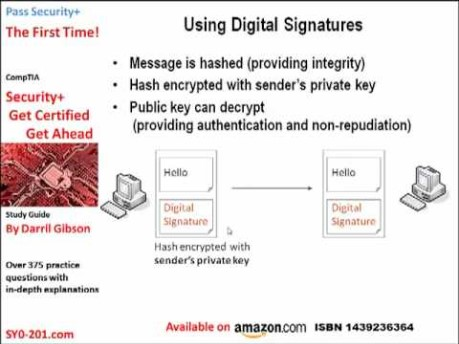 Pass Security+
The First Time!
CompTIA
Security+
Get Certified
Get Ahead
Study Guide
By Darril Gibson
Over 375 practice
questions with
in-depth explanations
SY0-201.com
Using Digital Signatures
• Message is hashed (providing integrity)
• Hash encrypted with sender's private key
• Public key can decrypt
(providing authentication and non-repudiation)
Hello
Digital
Signature
Hash encrypted with
sender's private key
Hello
Digital
Signature
Available on amazon.com ISBN 1439236364